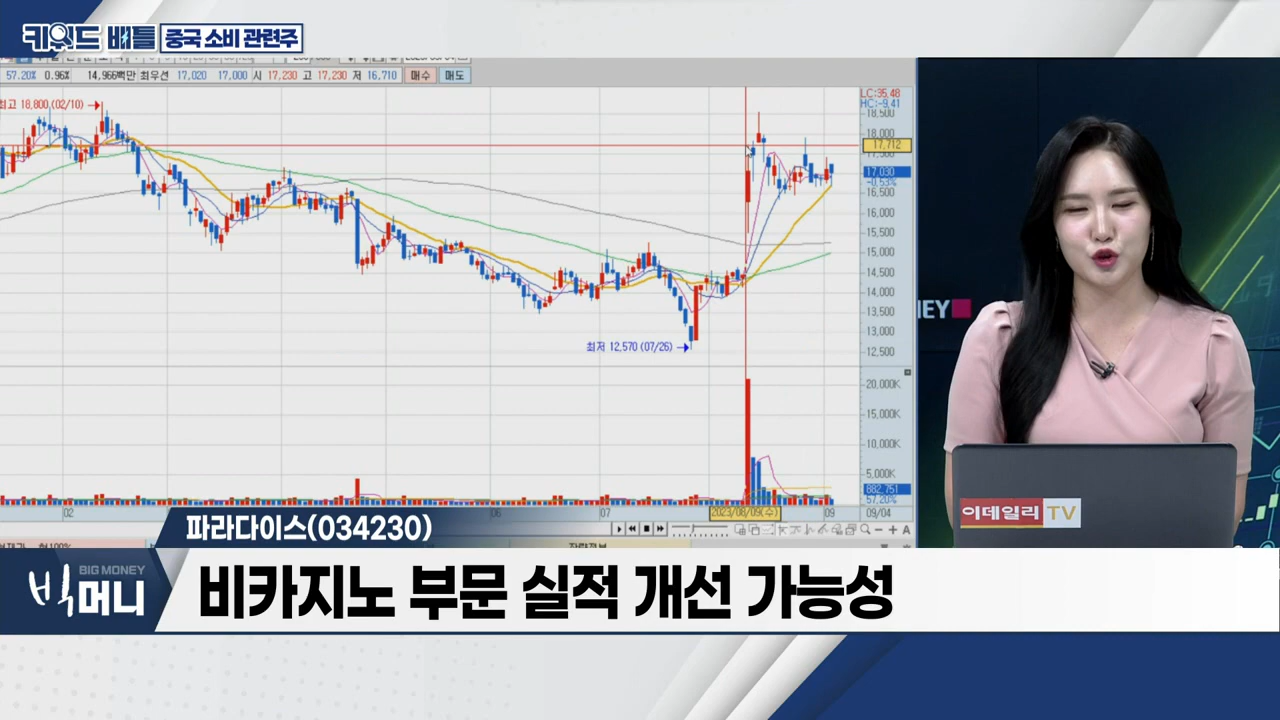 키워드 배틀 중국 소비 관련주
57.20% 0.96% 14,966백만 최우선 17,020 17,000 시 17,230 고 17,230 저 16,710 매수 매도
최고 18,800 (02/10)
LC:35.48
HC:-9.41
18,500
18,000
17,712
17,500
17,030
-0.53%
16,500
16,000
15,500
15,000
14,500
14,000
13,500
13,000
12,500
최저 12,570 (07/26)
20,000K
15,000K
10,000K
5,000K
882,751
57.20%
02
06
07
2023/08/09(수)
09
09/04
NEY
이데일리 TV
파라다이스(034230)
BIG MONEY
빅머니
비카지노 부문 실적 개선 가능성